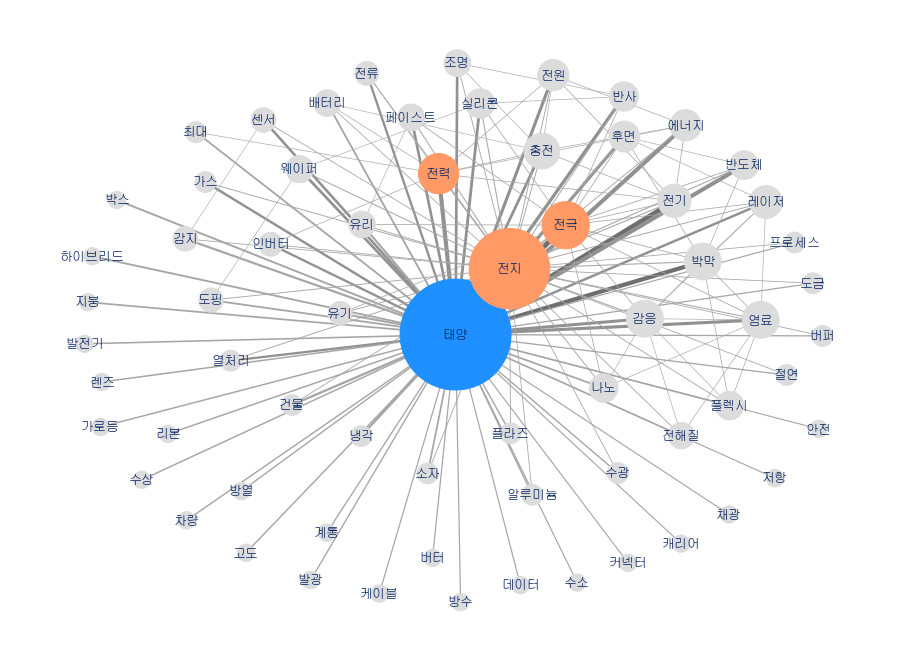 조명
전류
전원
반사
배터리
실리콘
페이스트
센서
에너지
최대
후면
충전
반도체
웨이퍼
전력
가스
박스
전기
레이저
유리
전극
감지
인버터
프로세스
하이브리드
박막
전지
도금
지붕
도핑
유기
감응
염료
발전기
태양
버퍼
열처리
렌즈
절연
나노
건물
플렉시
가로등
리본
냉각
플라즈
전해질
안전
소자
수광
수상
저항
방열
알루미늄
차량
채광
계통
고도
캐리어
버터
커넥터
발광
케이블
데이터
수소
방수